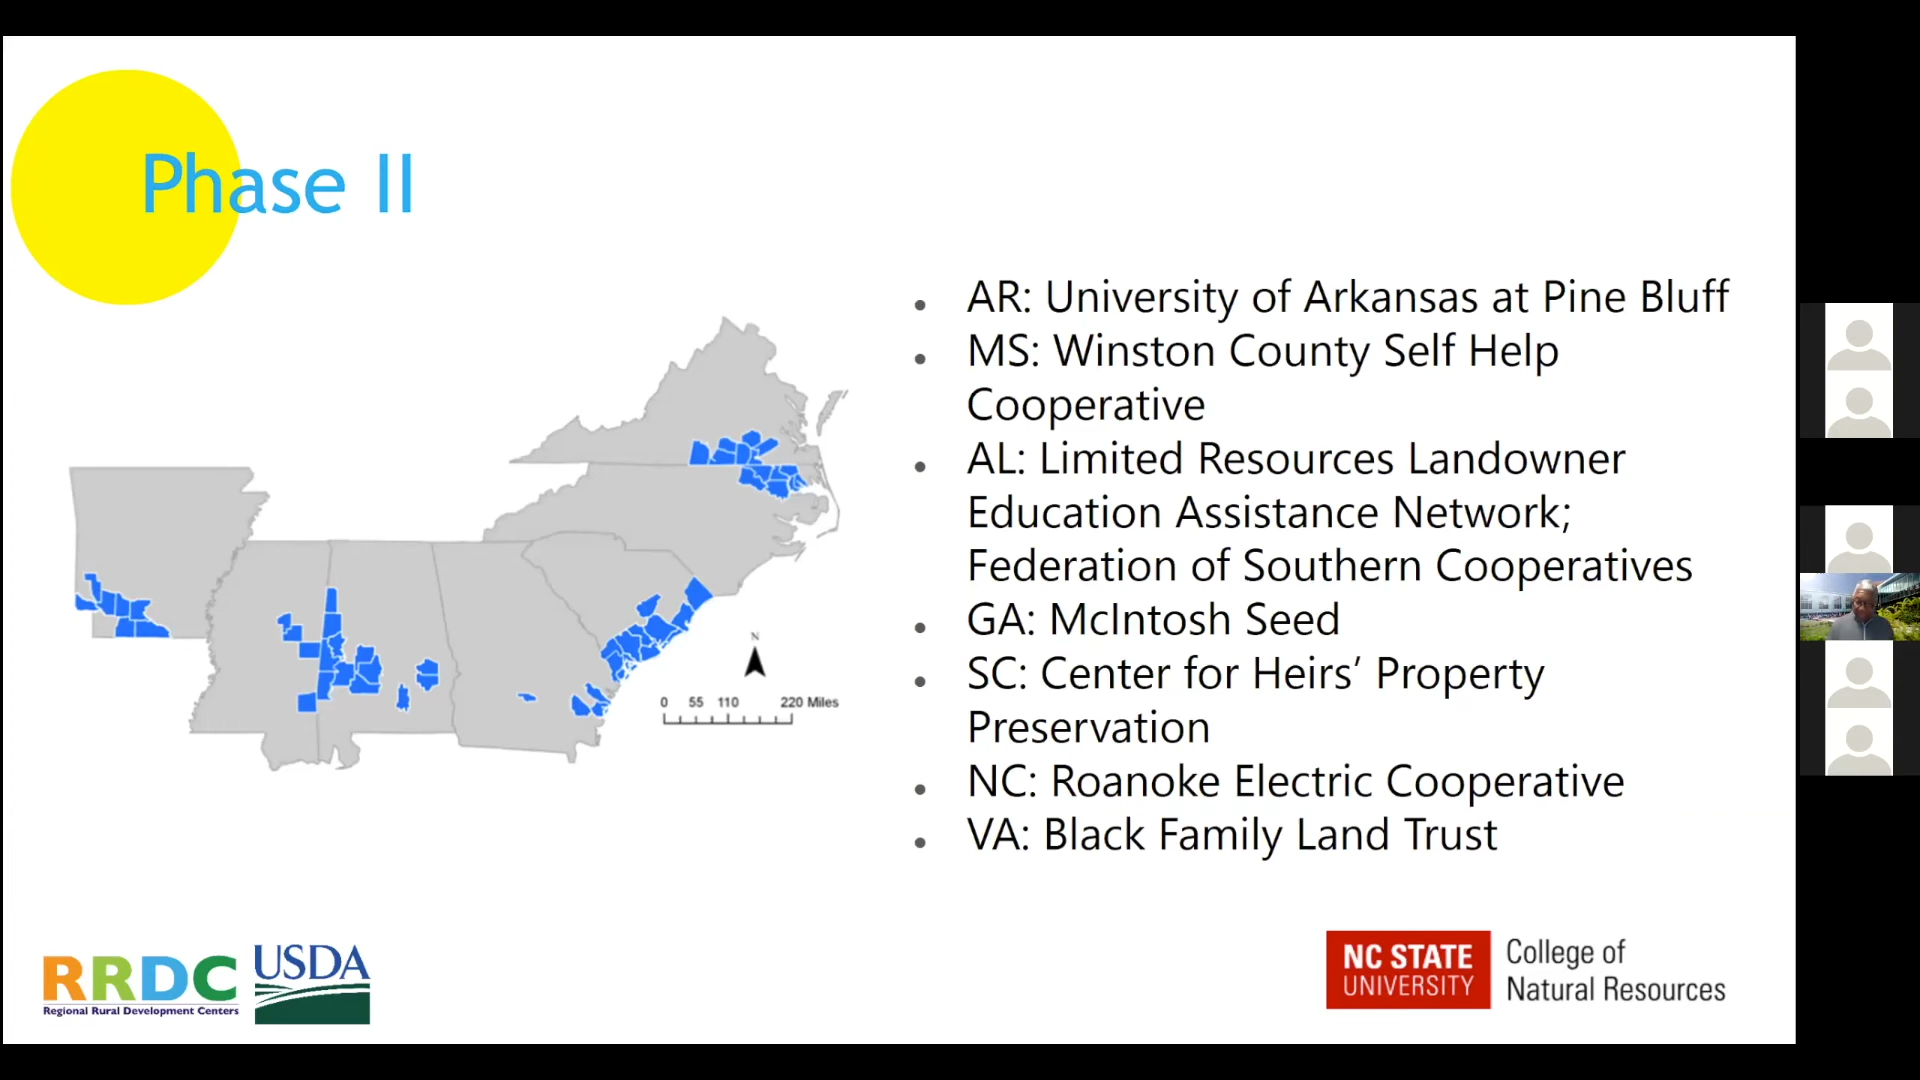 Phase II
AR: University of Arkansas at Pine Bluff
MS: Winston County Self Help
Cooperative
AL: Limited Resources Landowner
Education Assistance Network;
Federation of Southern Cooperatives
GA: McIntosh Seed
SC: Center for Heirs’ Property
Preservation
NC: Roanoke Electric Cooperative
VA: Black Family Land Trust
N
0 55 110 220 Miles
RRDC
Regional Rural Development Centers
USDA
NC STATE
UNIVERSITY
College of
Natural Resources